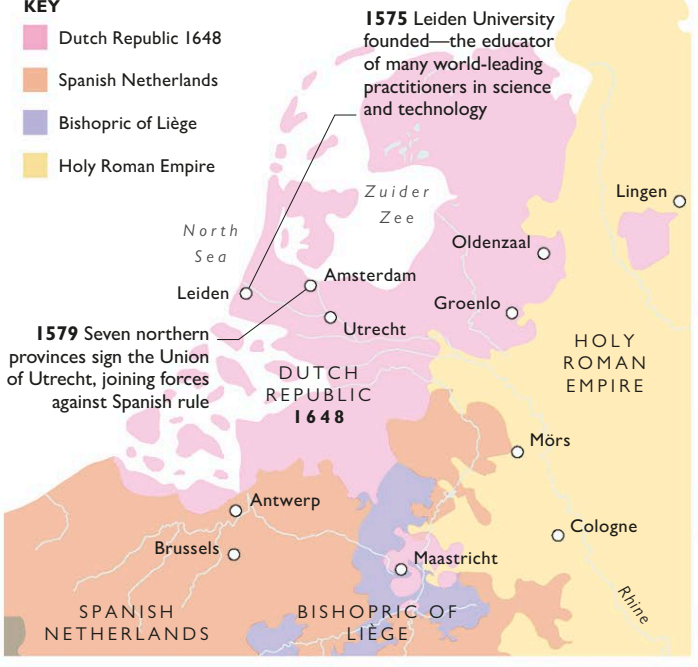 KEY
Dutch Republic 1648
Spanish Netherlands
Bishopric of Liège
Holy Roman Empire
1575 Leiden University
founded—the educator
of many world-leading
practitioners in science
and technology
Zuider
Zee
Lingen
North
Sea
Oldenzaal
Amsterdam
Leiden
Groenlo
Utrecht
1579 Seven northern
provinces sign the Union
of Utrecht, joining forces
against Spanish rule
HOLY
ROMAN
EMPIRE
DUTCH
REPUBLIC
1648
Mörs
Antwerp
Cologne
Brussels
Maastricht
Rhine
SPANISH
NETHERLANDS
BISHOPRIC OF
LIÈGE